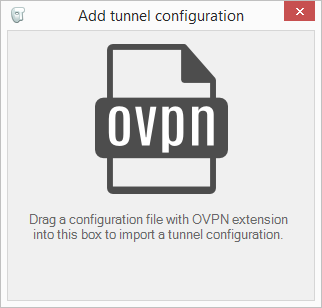 Add tunnel configuration
ovpn
Drag a configuration file with OVPN extension
into this box to import a tunnel configuration.